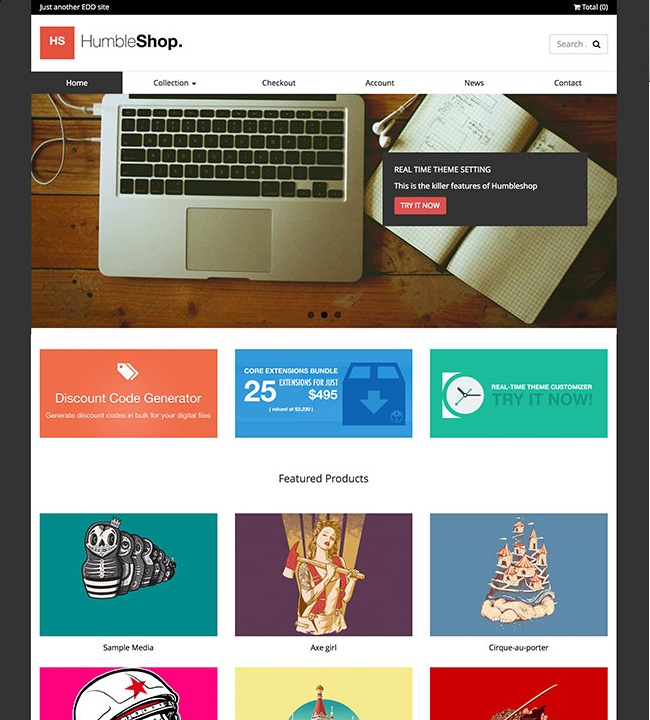 Just another EDD site
Total (0)
HS
HumbleShop.
Search .
Home
Collection
Checkout
Account
News
Contact
REAL TIME THEME SETTING
This is the killer features of Humbleshop
TRY IT NOW
Discount Code Generator
Generate discount codes in bulk for your digital files
CORE EXTENSIONS BUNDLE
25 EXTENSIONS FOR JUST
$495
( valued at $2,200 )
REAL-TIME THEME CUSTOMIZER
TRY IT NOW!
Featured Products
Sample Media
Axe girl
Cirque-au-porter